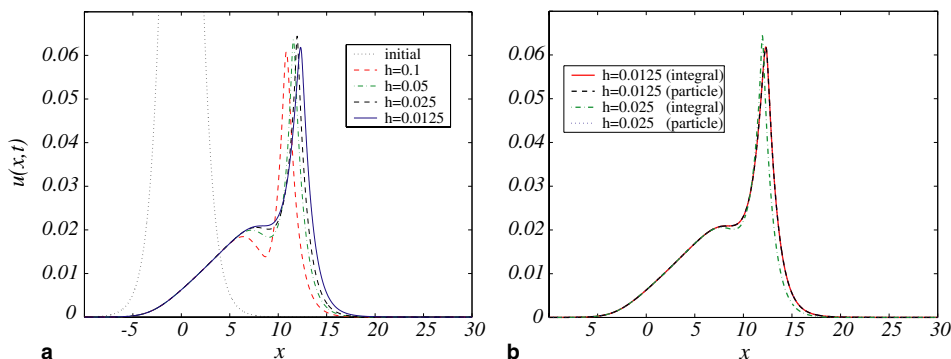 0.06
0.05
0.04
0.03
0.02
0.01
0
u(x,t)
initial
h=0.1
h=0.05
h=0.025
h=0.0125
-5 0 5 10 15 20 25 30
x
a
0.06
0.05
0.04
0.03
0.02
0.01
0
h=0.0125 (integral)
h=0.0125 (particle)
h=0.025 (integral)
h=0.025 (particle)
5 0 5 10 15 20 25 30
x
b